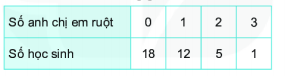 Số anh chị em ruột 0 1 2 3
Số học sinh 18 12 5 1